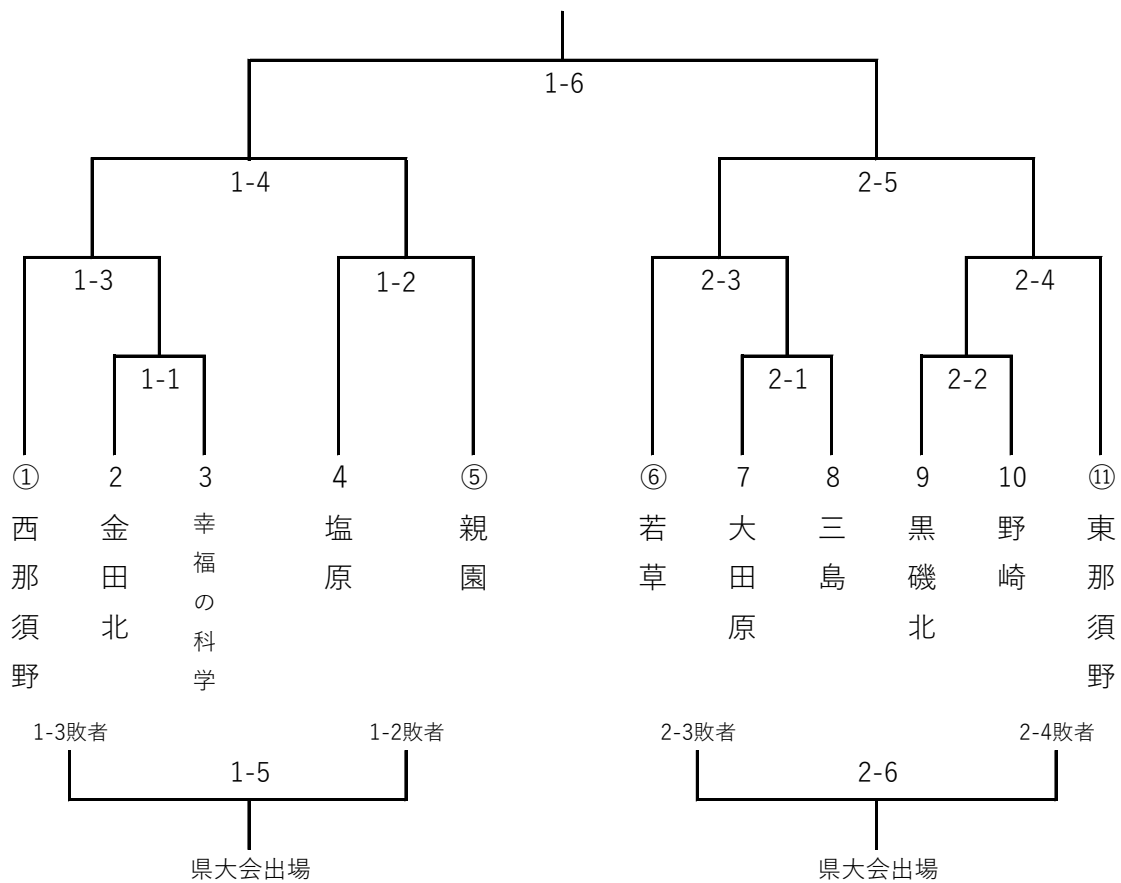 1-6
1-4
2-5
1-3
1-2
2-3
2-4
1-1
2-1
2-2
① 2 3 4 ⑤ ⑥ 7 8 9 10 ⑪
西那須野
金田北
幸福の科学
塩原
親園
若草
大田原
三島
黒磯北
野崎
東那須野
1-3敗者
1-2敗者
2-3敗者
2-4敗者
1-5
2-6
県大会出場
県大会出場